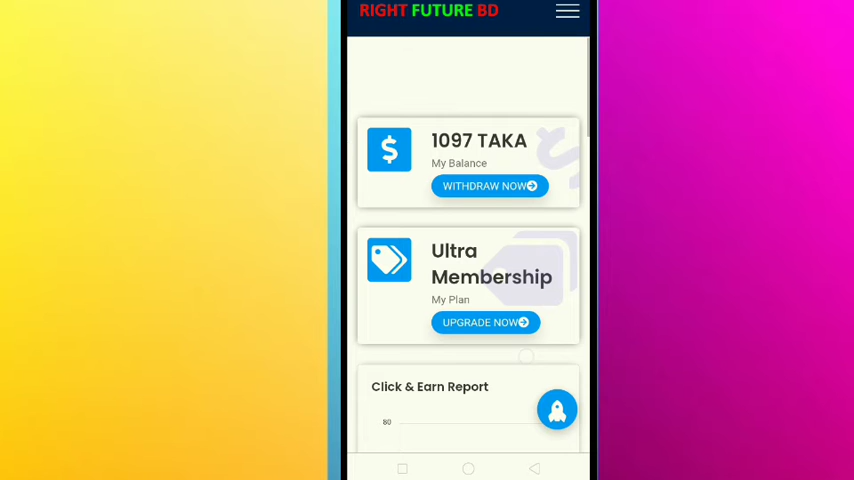 RIGHT FUTURE BD
1097 TAKA
My Balance
WITHDRAW NOW
Ultra
Membership
My Plan
UPGRADE NOW
Click & Earn Report
80